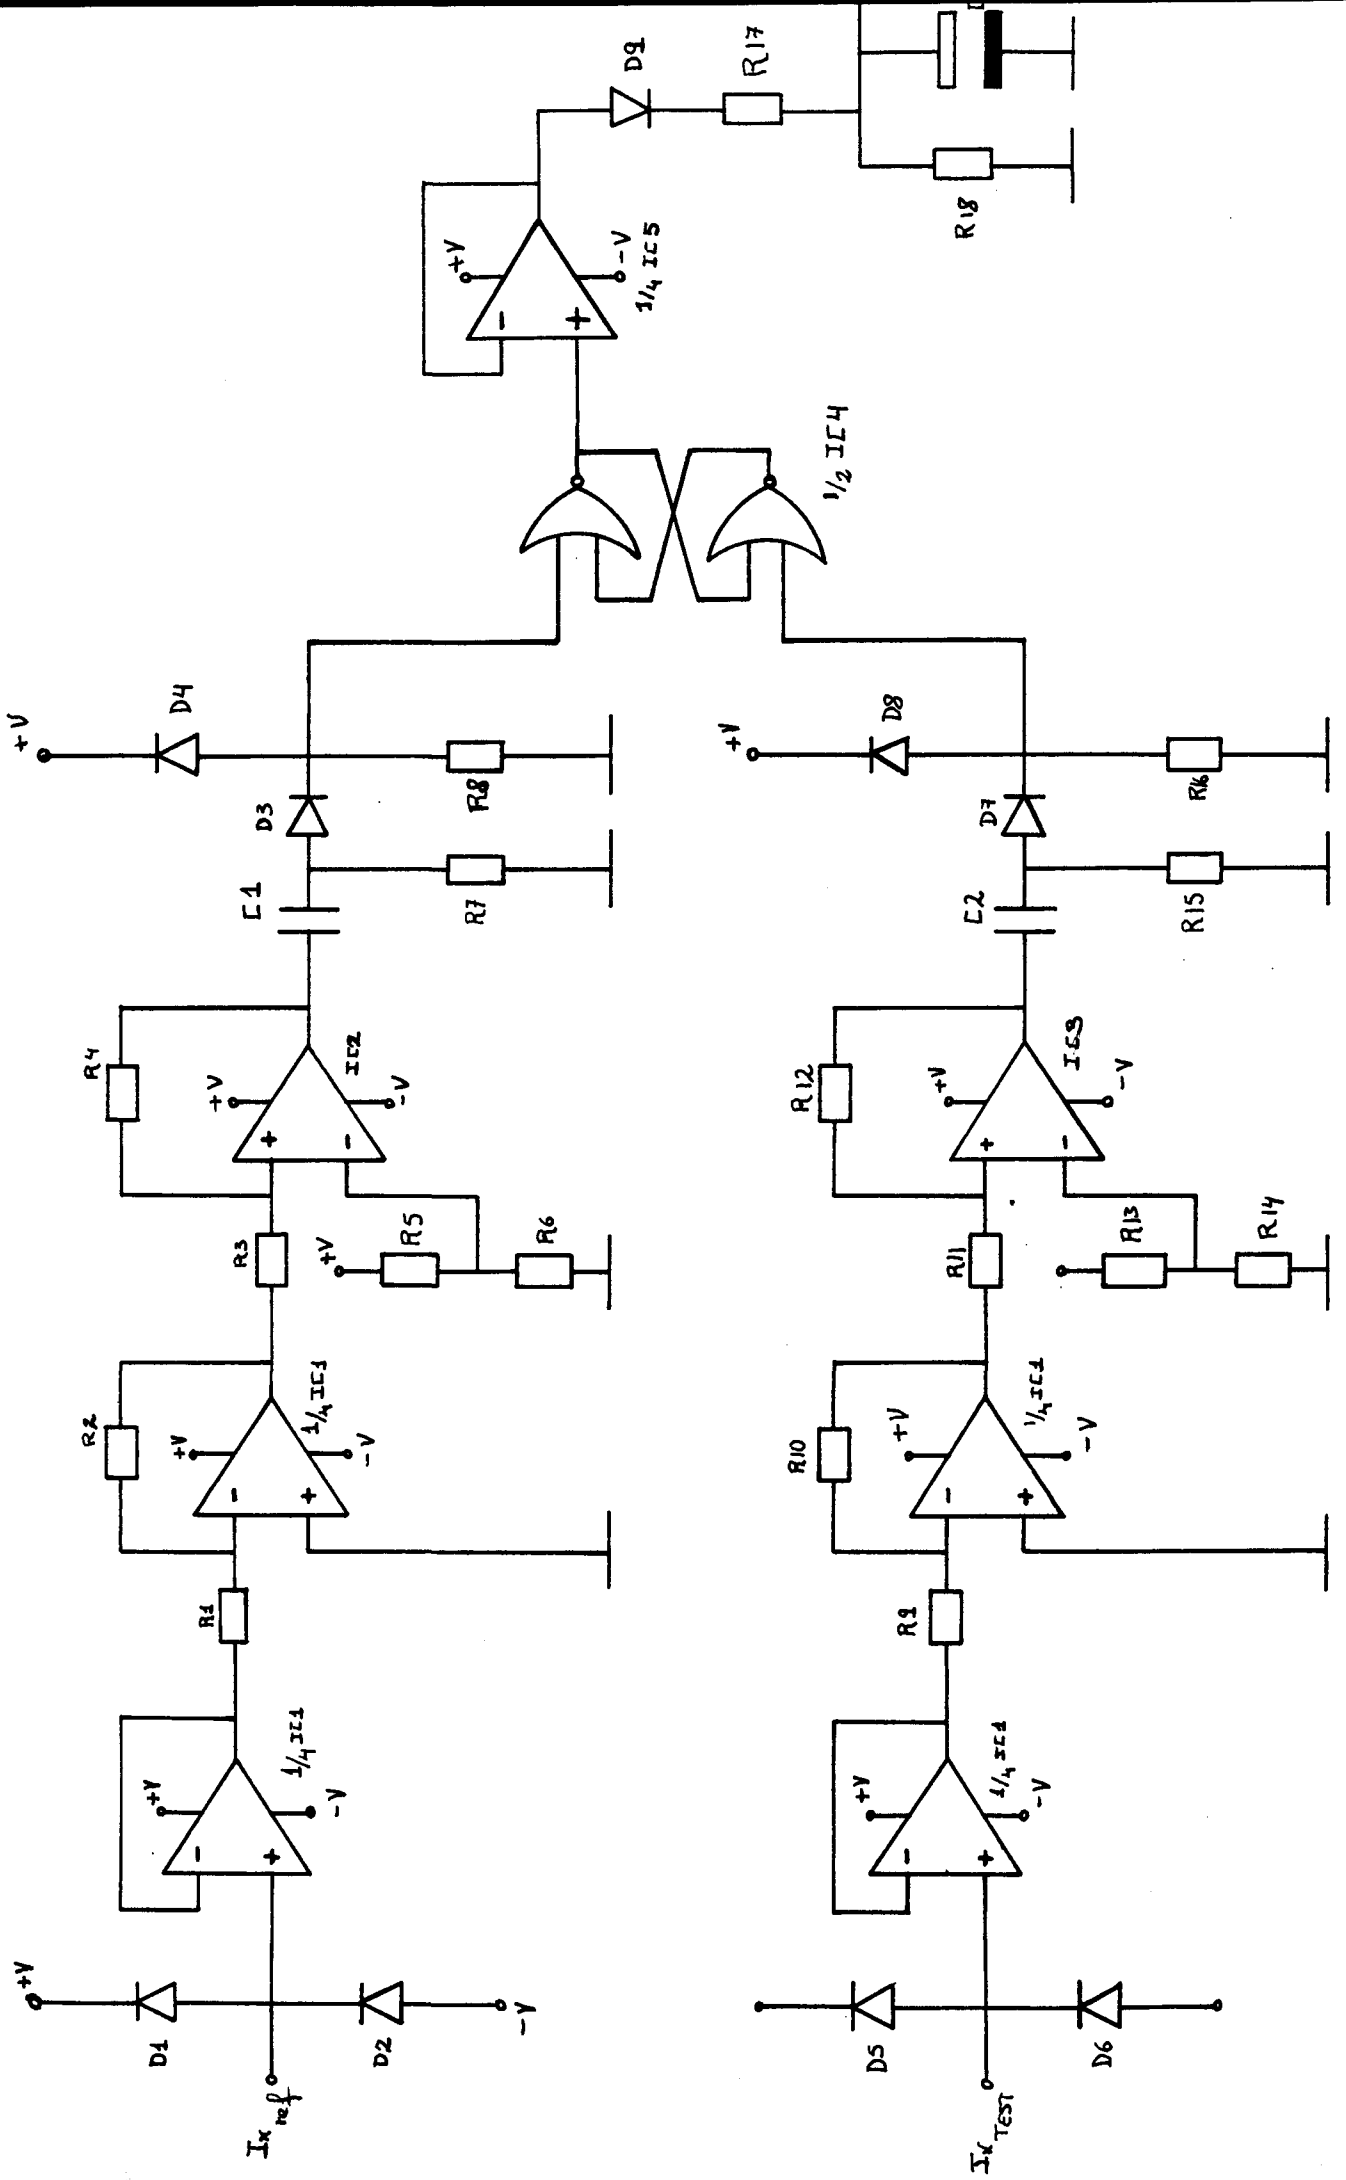 +V
D1
D2
-V
Ix ref
+V
-
+
-V
1/4 IC1
R1
R2
+V
-
+
-V
1/4 IC1
R3
R4
+V
+
-
-V
IC2
+V
R5
R6
C1
R7
D3
R8
+V
D4
D5
D6
Ix TEST
+V
-
+
-V
1/4 IC1
R9
R10
+V
-
+
-V
1/4 IC1
R11
R12
+V
+
-
-V
IC3
R13
R14
C2
R15
D7
R16
+V
D8
1/2 IC4
+V
-
+
-V
1/4 IC5
D9
R17
R18